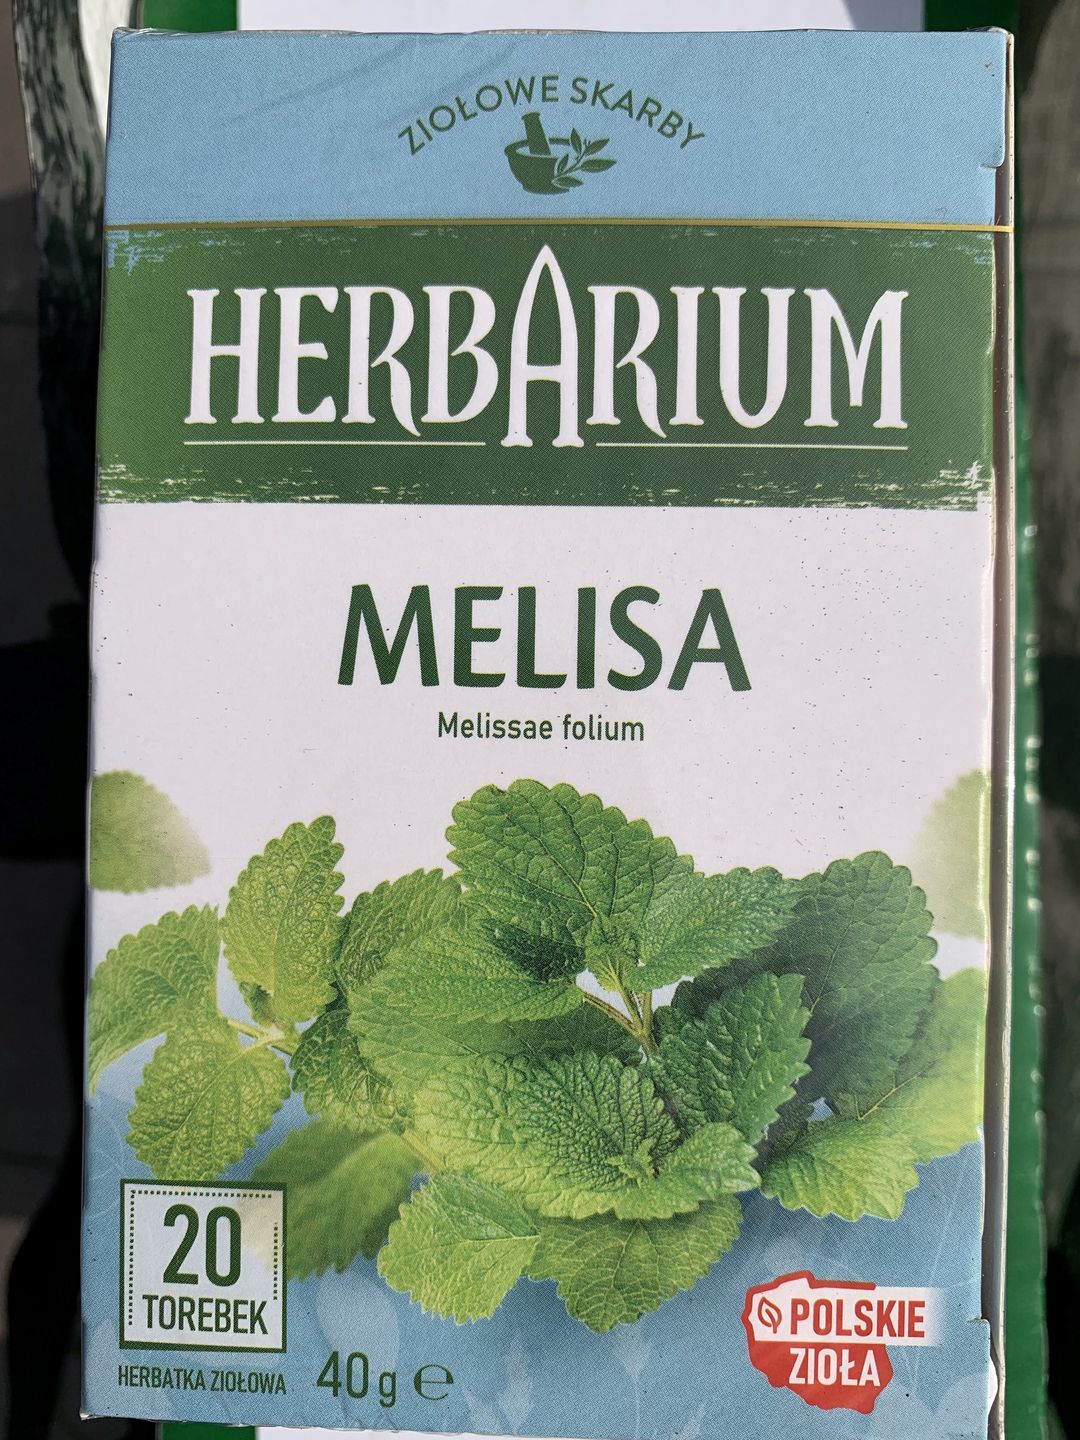 ZIOŁOWE SKARBY
HERBARIUM
MELISA
Melissae folium
20
TOREBEK
HERBATKA ZIOŁOWA
40 g ℮
POLSKIE
ZIOŁA